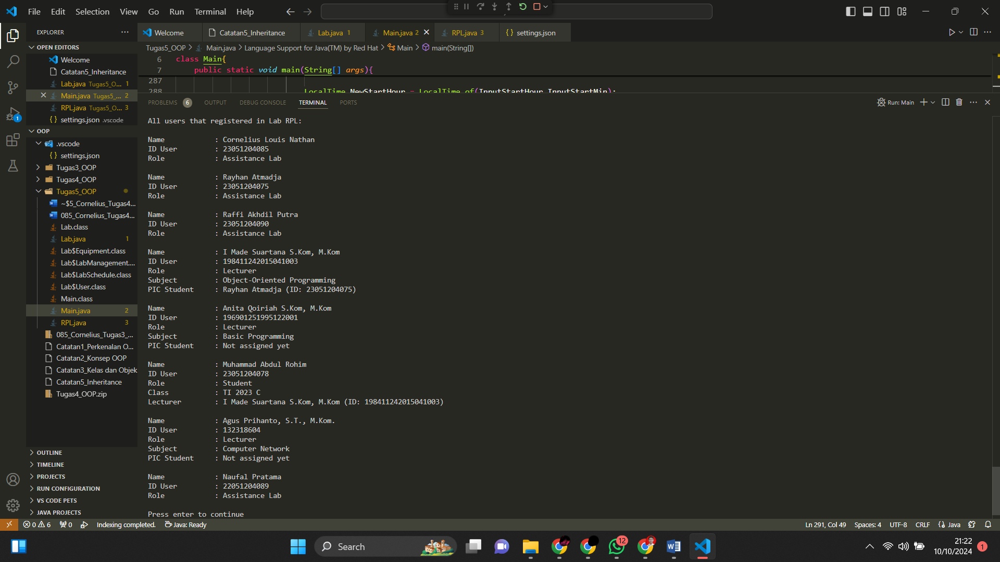 File Edit Selection View Go Run Terminal Help
EXPLORER
Welcome Catatan5_Inheritance Lab.java 1 Main.java 2 RPL.java 3 settings.json
OPEN EDITORS
Welcome
Catatan5_Inheritance
Lab.java Tugas5_O... 1
Main.java Tugas5_... 2
RPL.java Tugas5_O... 3
settings.json .vscode
OOP
.vscode
settings.json
Tugas3_OOP
Tugas4_OOP
Tugas5_OOP
~$5_Cornelius_Tugas4...
085_Cornelius_Tugas4...
Lab.class
Lab.java 1
Lab$Equipment.class
Lab$LabManagement....
Lab$LabSchedule.class
Lab$User.class
Main.class
Main.java 2
RPL.java 3
085_Cornelius_Tugas3_...
Catatan1_Perkenalan O...
Catatan2_Konsep OOP
Catatan3_Kelas dan Objek
Catatan5_Inheritance
Tugas4_OOP.zip
OUTLINE
TIMELINE
PROJECTS
RUN CONFIGURATION
VS CODE PETS
JAVA PROJECTS
1
Tugas5_OOP > Main.java > Language Support for Java(TM) by Red Hat > Main > main(String[])
6 class Main{
7 public static void main(String[] args){
287
288 LocalTime NewStartHour = LocalTime.of(InputStartHour,InputStartMin);
PROBLEMS 6 OUTPUT DEBUG CONSOLE TERMINAL PORTS Run: Main
All users that registered in Lab RPL:
Name : Cornelius Louis Nathan
ID User : 23051204085
Role : Assistance Lab
Name : Rayhan Atmadja
ID User : 23051204075
Role : Assistance Lab
Name : Raffi Akhdil Putra
ID User : 23051204090
Role : Assistance Lab
Name : I Made Suartana S.Kom, M.Kom
ID User : 198411242015041003
Role : Lecturer
Subject : Object-Oriented Programming
PIC Student : Rayhan Atmadja (ID: 23051204075)
Name : Anita Qoiriah S.Kom, M.Kom
ID User : 196901251995122001
Role : Lecturer
Subject : Basic Programming
PIC Student : Not assigned yet
Name : Muhammad Abdul Rohim
ID User : 23051204078
Role : Student
Class : TI 2023 C
Lecturer : I Made Suartana S.Kom, M.Kom (ID: 198411242015041003)
Name : Agus Prihanto, S.T., M.Kom.
ID User : 132318604
Role : Lecturer
Subject : Computer Network
PIC Student : Not assigned yet
Name : Naufal Pratama
ID User : 22051204089
Role : Assistance Lab
Press enter to continue
0 6 0 Indexing completed. Java: Ready Ln 291, Col 49 Spaces: 4 UTF-8 CRLF Java
Search 12 21:22
10/10/2024 1